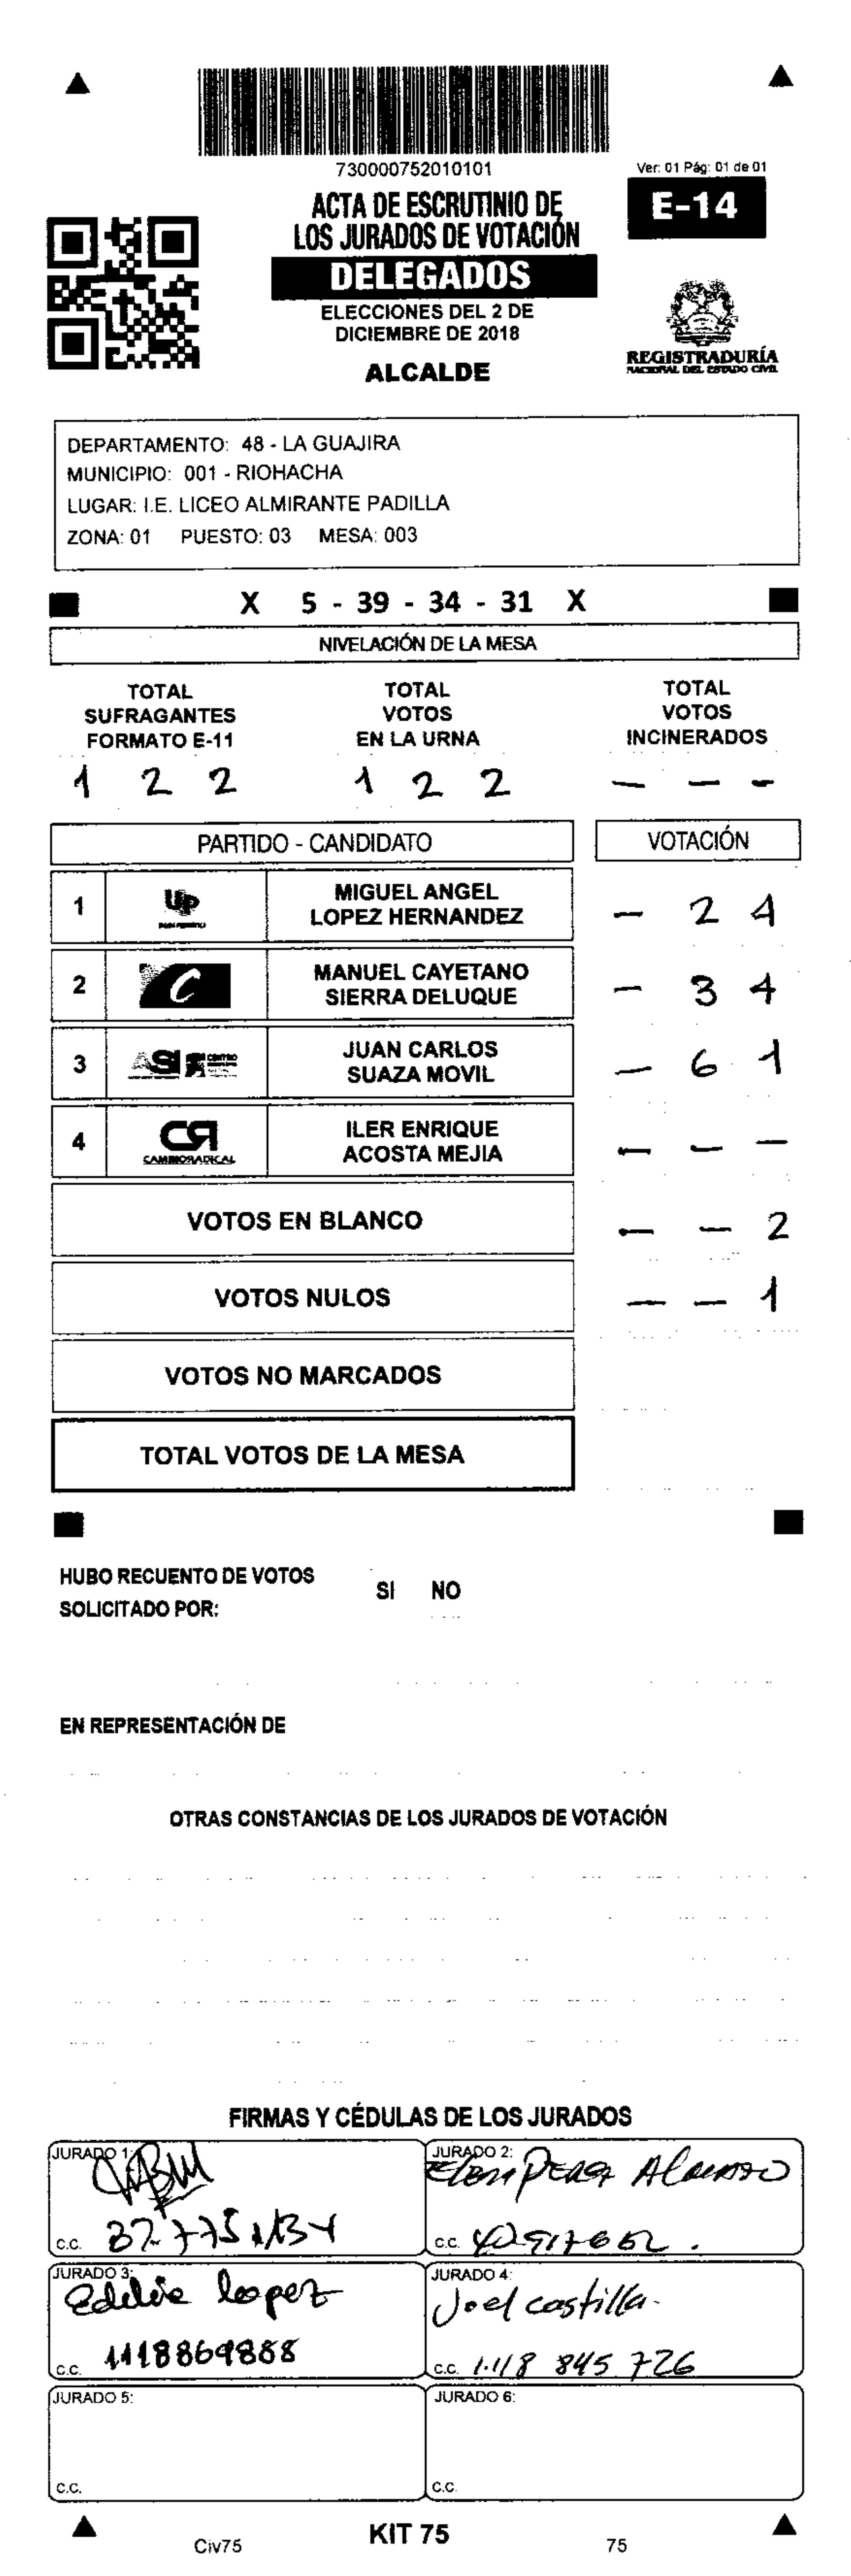 730000752010101
Ver: 01 Pág: 01 de 01
ACTA DE ESCRUTINIO DE
LOS JURADOS DE VOTACIÓN
E-14
DELEGADOS
ELECCIONES DEL 2 DE
DICIEMBRE DE 2018
ALCALDE
REGISTRADURÍA
NACIONAL DEL ESTADO CIVIL
DEPARTAMENTO: 48 - LA GUAJIRA
MUNICIPIO: 001 - RIOHACHA
LUGAR: I.E. LICEO ALMIRANTE PADILLA
ZONA: 01 PUESTO: 03 MESA: 003
X 5 - 39 - 34 - 31 X
NIVELACIÓN DE LA MESA
TOTAL
SUFRAGANTES
FORMATO E-11
TOTAL
VOTOS
EN LA URNA
TOTAL
VOTOS
INCINERADOS
1 2 2 1 2 2 - - -
PARTIDO - CANDIDATO VOTACIÓN
1 Up MIGUEL ANGEL
LOPEZ HERNANDEZ - 2 4
2 C MANUEL CAYETANO
SIERRA DELUQUE - 3 4
3 ASI CENTRO JUAN CARLOS
SUAZA MOVIL - 6 1
4 CR CAMBIO RADICAL ILER ENRIQUE
ACOSTA MEJIA - - -
VOTOS EN BLANCO - - 2
VOTOS NULOS - - 1
VOTOS NO MARCADOS
TOTAL VOTOS DE LA MESA
HUBO RECUENTO DE VOTOS SI NO
SOLICITADO POR:
EN REPRESENTACIÓN DE
OTRAS CONSTANCIAS DE LOS JURADOS DE VOTACIÓN
FIRMAS Y CÉDULAS DE LOS JURADOS
JURADO 1:
C.C.
JURADO 2:
C.C.
JURADO 3:
Edelvie lopez
C.C. 1118869888
JURADO 4:
Joel castilla
C.C. 1.118 845 726
JURADO 5:
C.C.
JURADO 6:
C.C.
Civ75 KIT 75 75